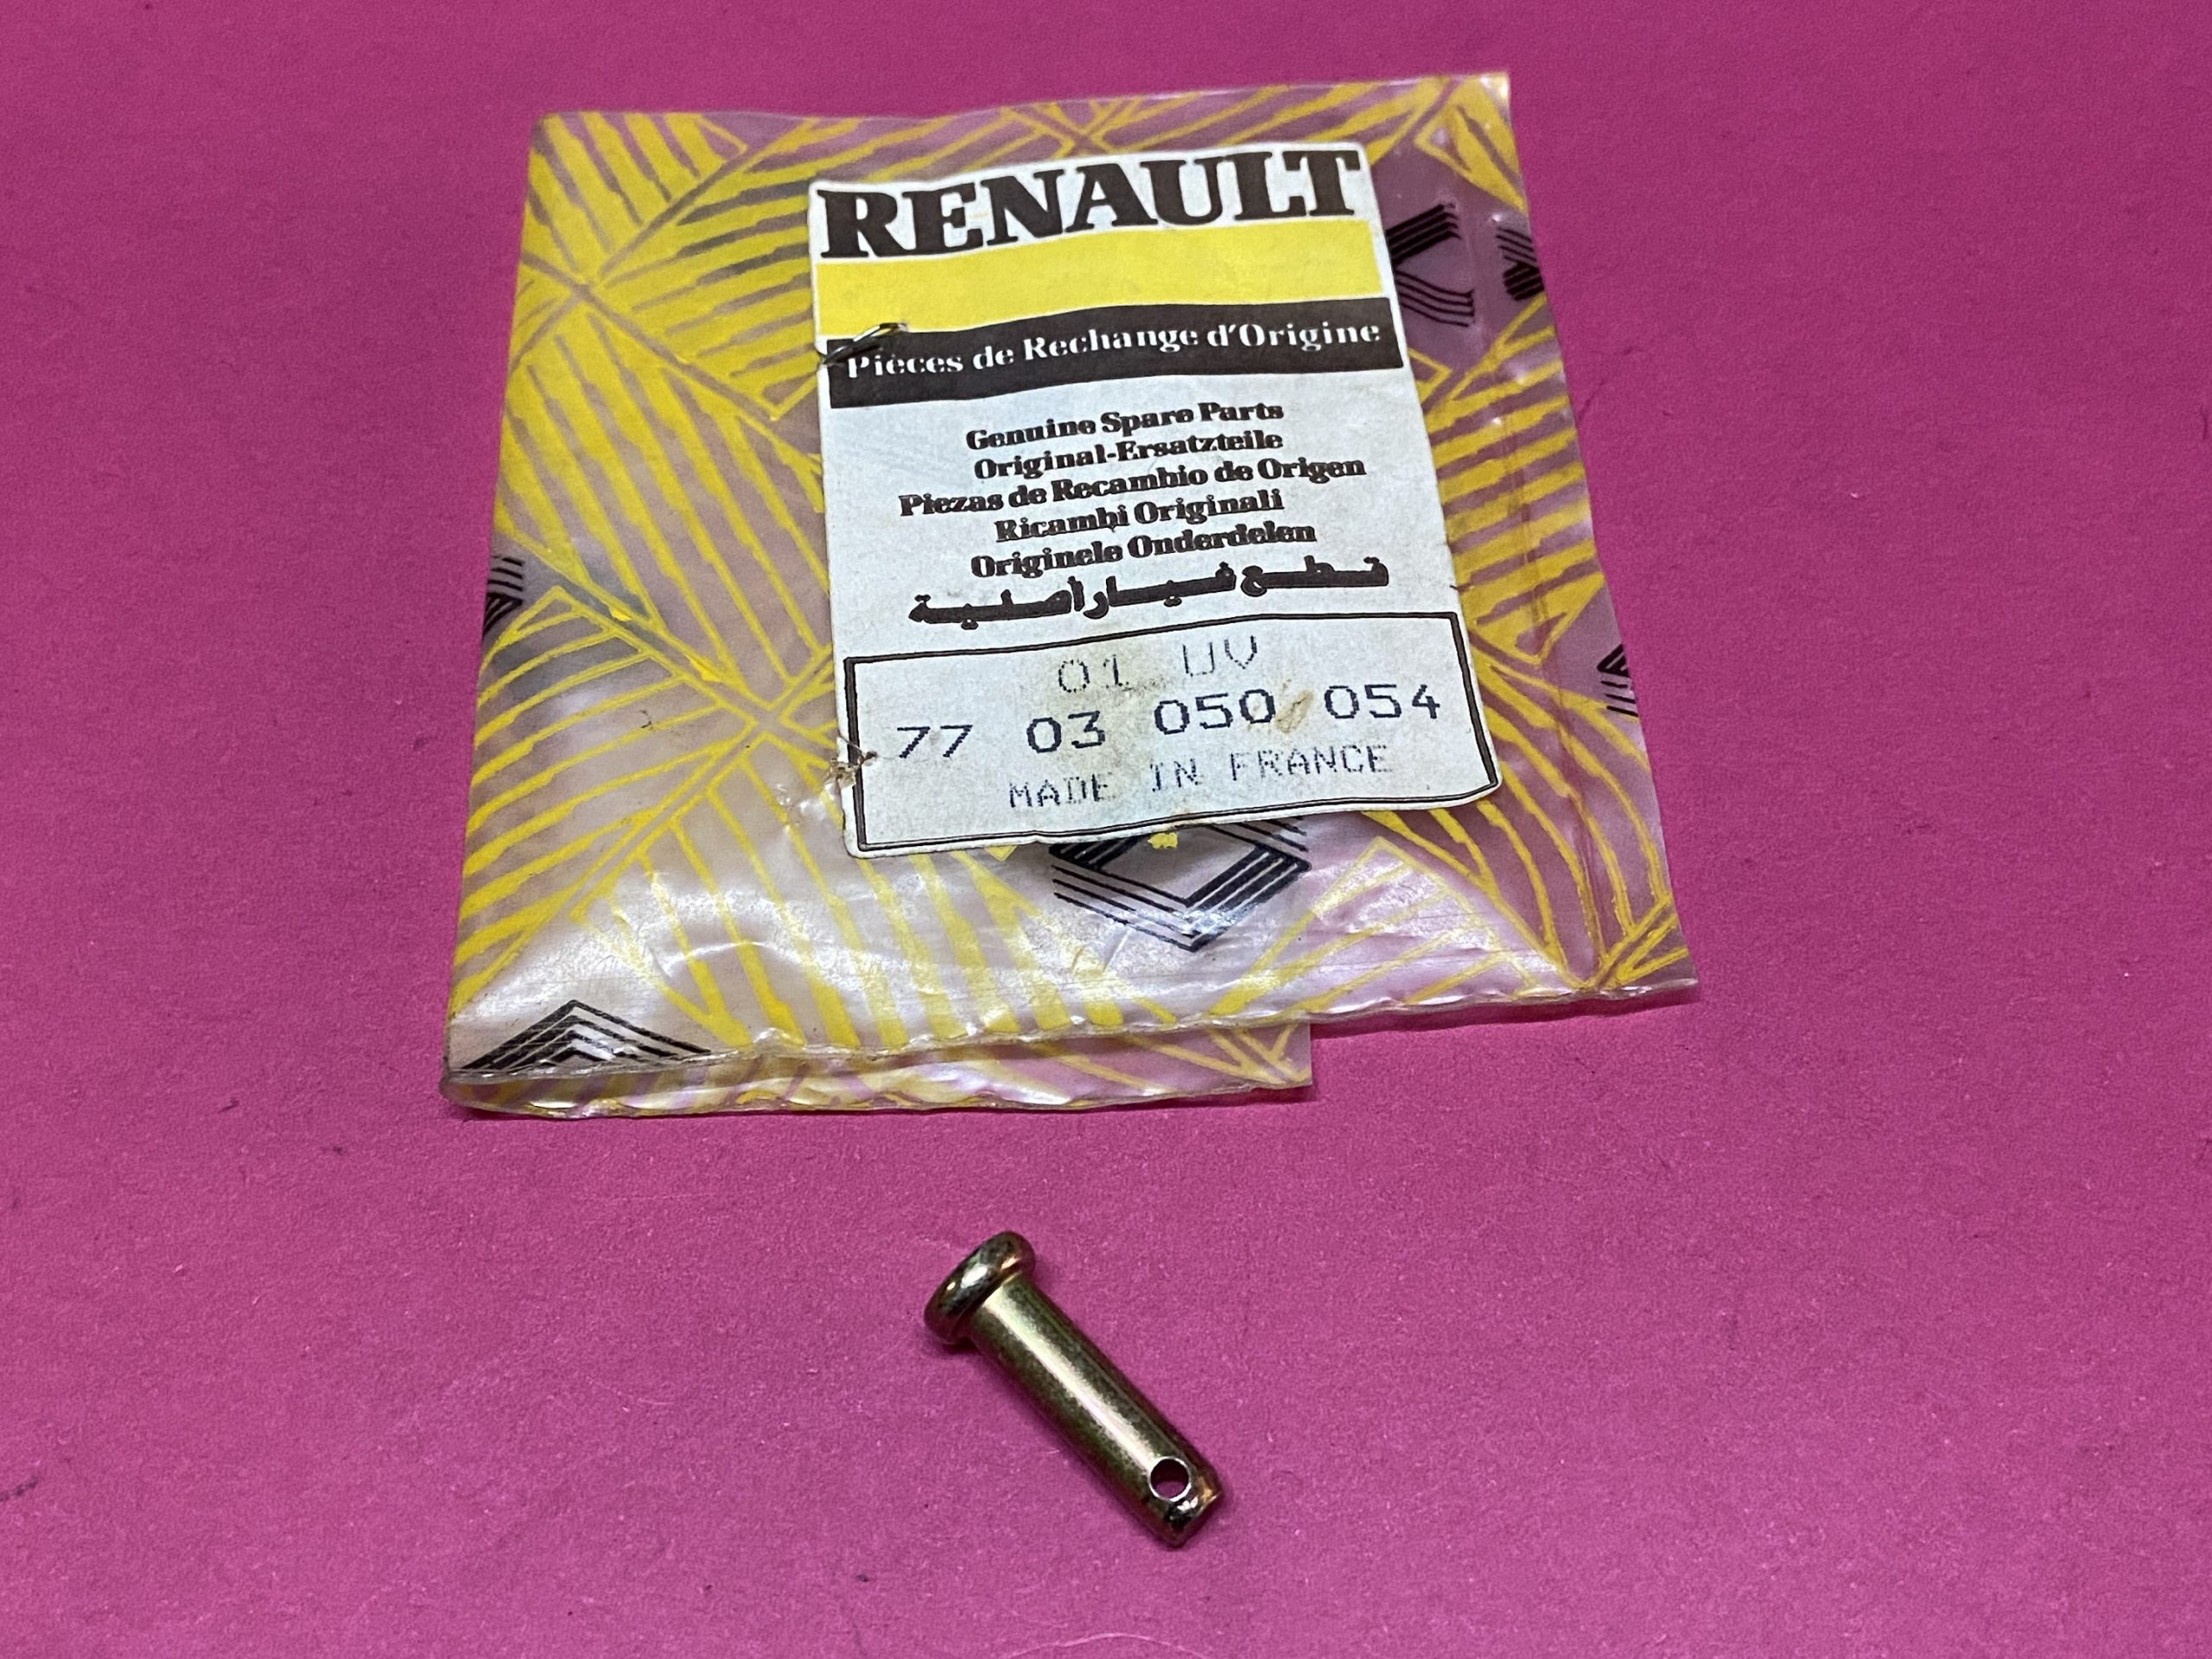 RENAULT
Pièces de Rechange d'Origine
Genuine Spare Parts
Original-Ersatzteile
Piezas de Recambio de Origen
Ricambi Originali
Originele Onderdelen
قطع غيار أصلية
01 UV
77 03 050 054
MADE IN FRANCE